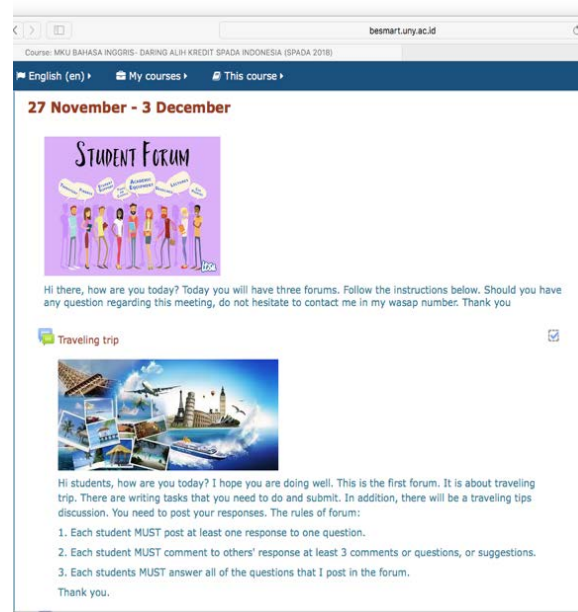 besmart.uny.ac.id
Course: MKU BAHASA INGGRIS- DARING ALIH KREDIT SPADA INDONESIA (SPADA 2018)
English (en) My courses This course
27 November - 3 December
STUDENT FORUM
Hi there, how are you today? Today you will have three forums. Follow the instructions below. Should you have
any question regarding this meeting, do not hesitate to contact me in my wasap number. Thank you
Traveling trip
Hi students, how are you today? I hope you are doing well. This is the first forum. It is about traveling
trip. There are writing tasks that you need to do and submit. In addition, there will be a traveling tips
discussion. You need to post your responses. The rules of forum:
1. Each student MUST post at least one response to one question.
2. Each student MUST comment to others' response at least 3 comments or questions, or suggestions.
3. Each students MUST answer all of the questions that I post in the forum.
Thank you.